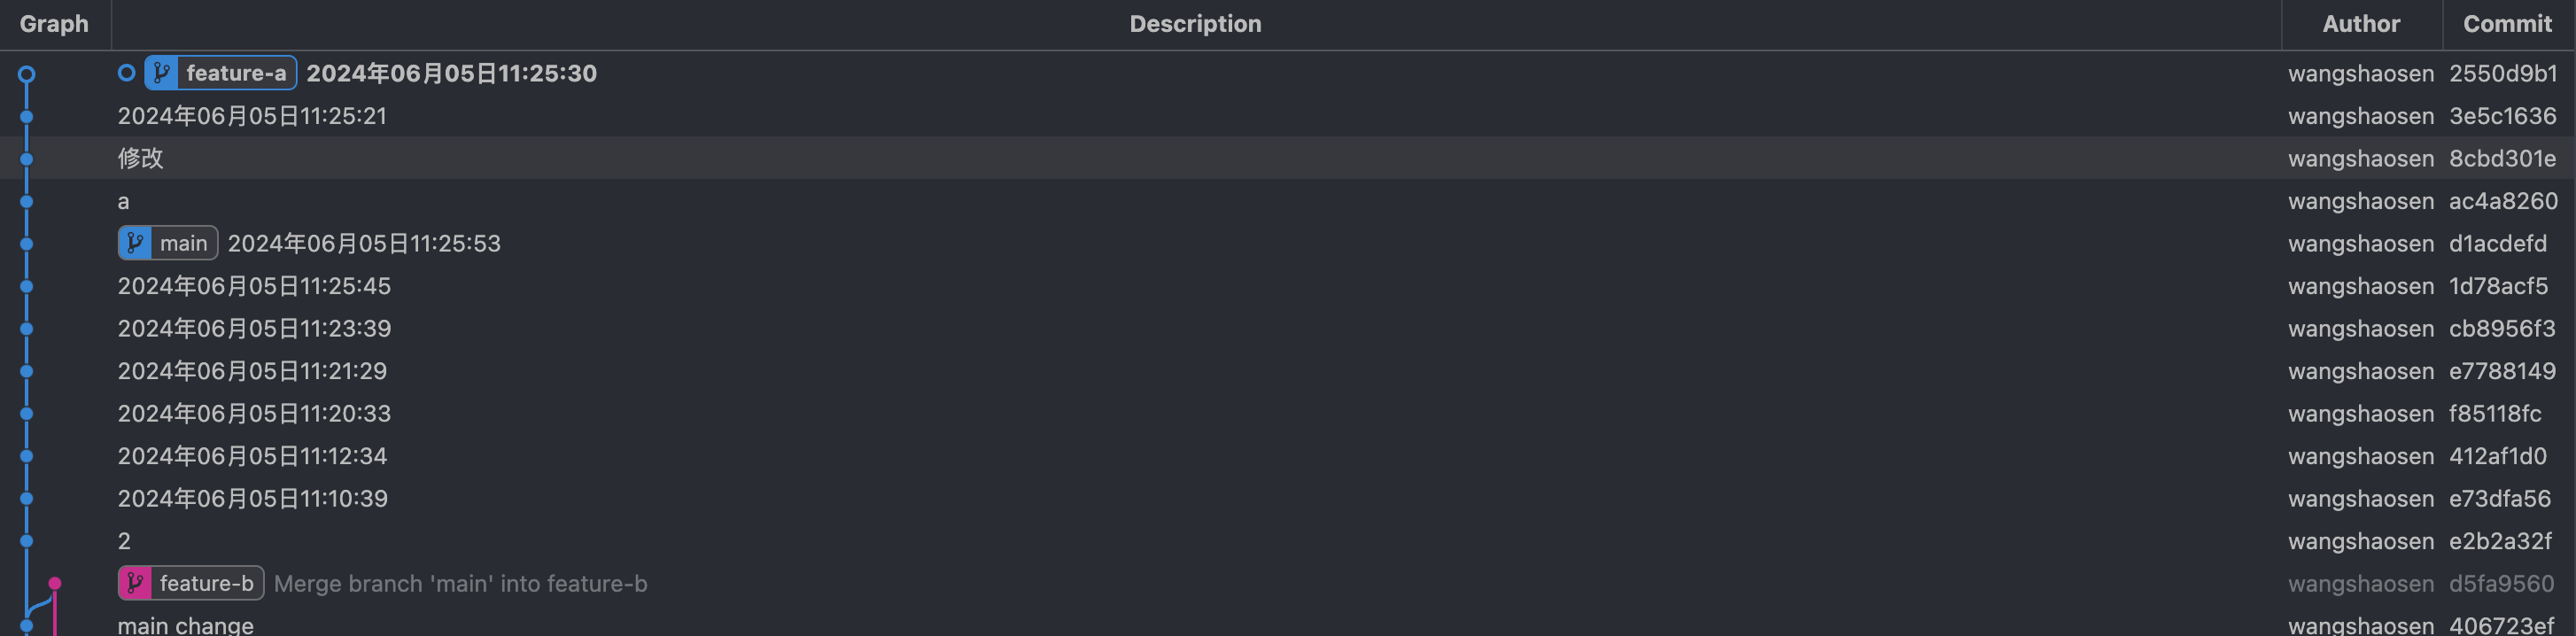 Graph Description Author Commit
feature-a 2024年06月05日11:25:30 wangshaosen 2550d9b1
2024年06月05日11:25:21 wangshaosen 3e5c1636
修改 wangshaosen 8cbd301e
a wangshaosen ac4a8260
main 2024年06月05日11:25:53 wangshaosen d1acdefd
2024年06月05日11:25:45 wangshaosen 1d78acf5
2024年06月05日11:23:39 wangshaosen cb8956f3
2024年06月05日11:21:29 wangshaosen e7788149
2024年06月05日11:20:33 wangshaosen f85118fc
2024年06月05日11:12:34 wangshaosen 412af1d0
2024年06月05日11:10:39 wangshaosen e73dfa56
2 wangshaosen e2b2a32f
feature-b Merge branch 'main' into feature-b wangshaosen d5fa9560
main change wangshaosen 406723ef